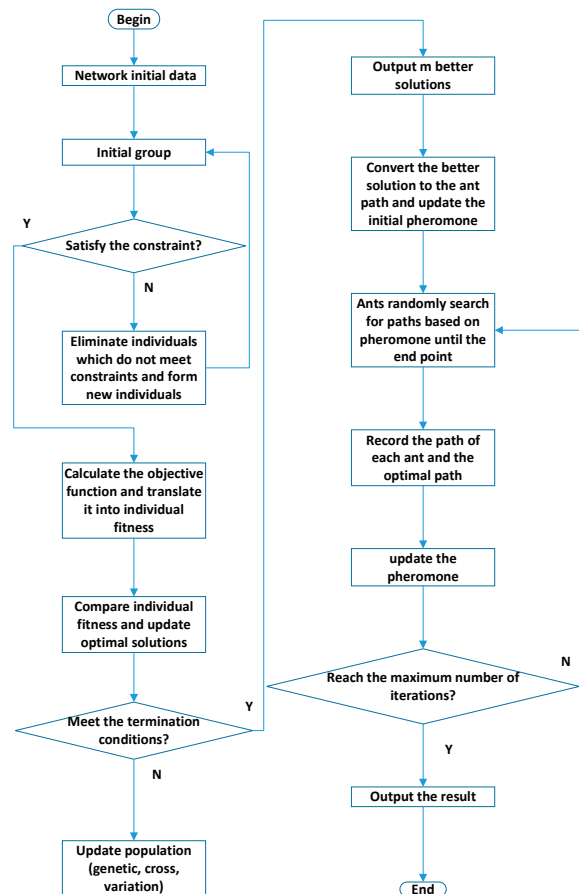 Begin
Network initial data
Initial group
Y
Satisfy the constraint?
N
Eliminate individuals
which do not meet
constraints and form
new individuals
Calculate the objective
function and translate
it into individual
fitness
Compare individual
fitness and update
optimal solutions
Y
Meet the termination
conditions?
N
Update population
(genetic, cross,
variation)
Output m better
solutions
Convert the better
solution to the ant
path and update the
initial pheromone
Ants randomly search
for paths based on
pheromone until the
end point
Record the path of
each ant and the
optimal path
update the
pheromone
N
Reach the maximum number of
iterations?
Y
Output the result
End